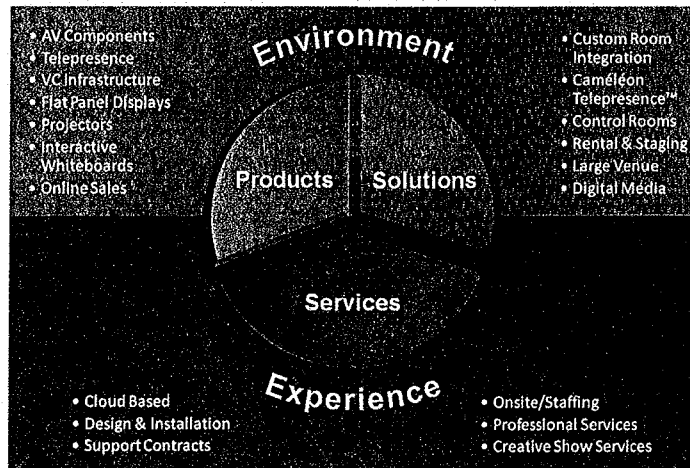 Environment
• AV Components
• Telepresence
• VC Infrastructure
• Flat Panel Displays
• Projectors
• Interactive
Whiteboards
• Online Sales
• Custom Room
Integration
• Caméléon
Telepresence™
• Control Rooms
• Rental & Staging
• Large Venue
• Digital Media
Products
Solutions
Services
Experience
• Cloud Based
• Design & Installation
• Support Contracts
• Onsite/Staffing
• Professional Services
• Creative Show Services